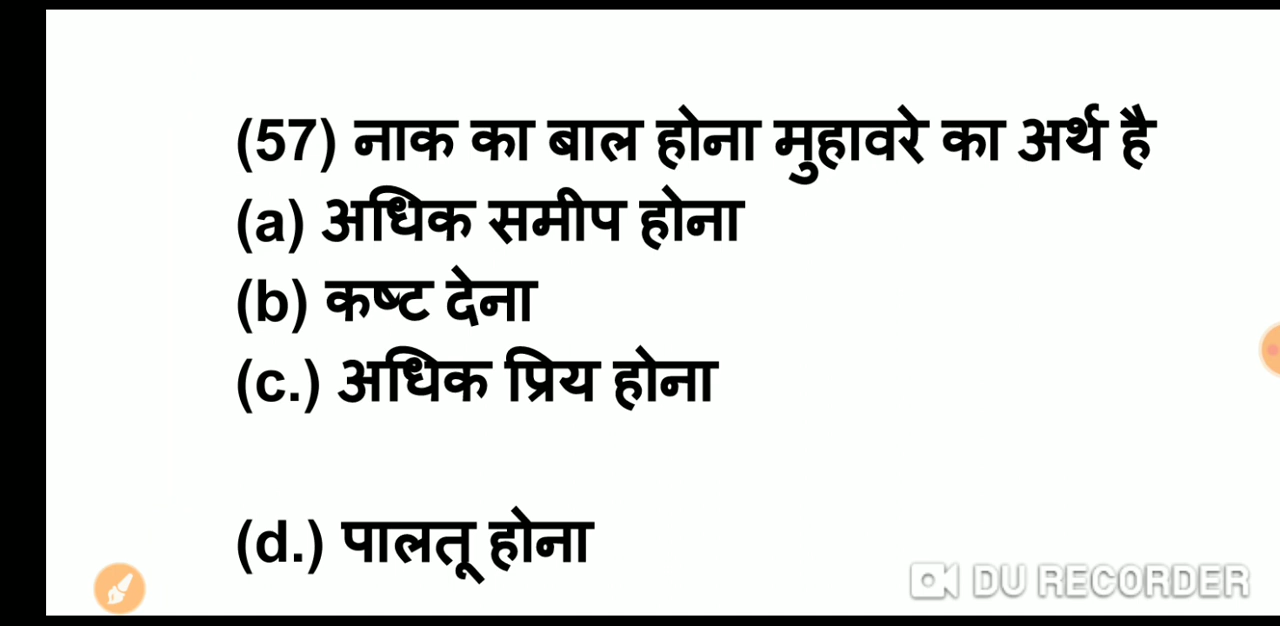 (57) नाक का बाल होना मुहावरे का अर्थ है
(a) अधिक समीप होना
(b) कष्ट देना
(c.) अधिक प्रिय होना
(d.) पालतू होना
DU RECORDER